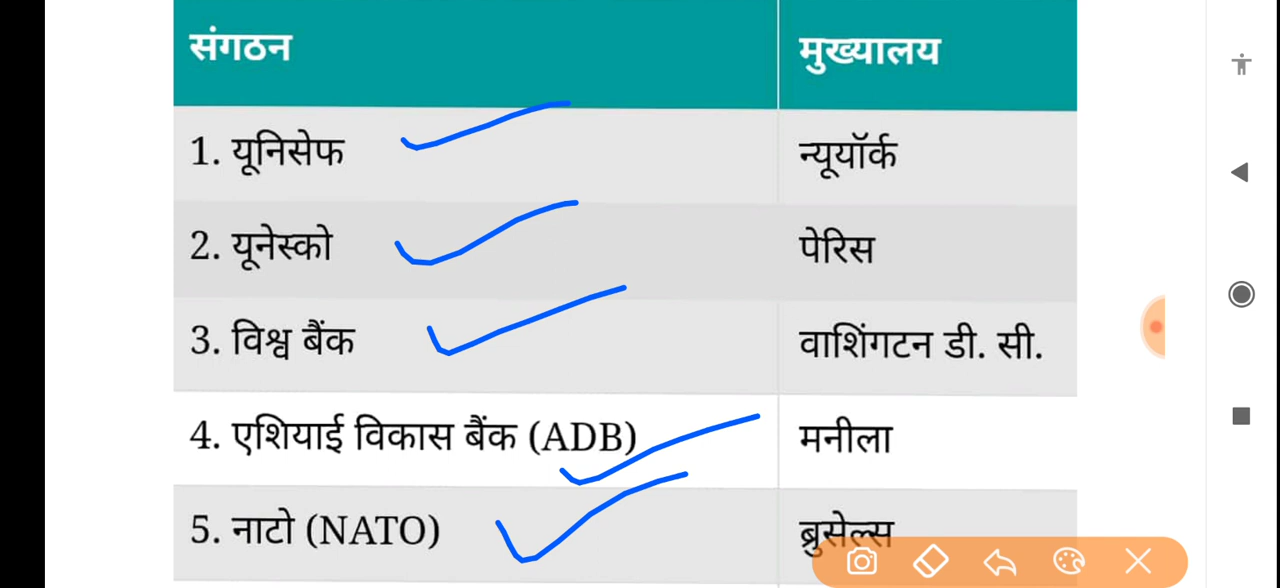 संगठन मुख्यालय
1. यूनिसेफ न्यूयॉर्क
2. यूनेस्को पेरिस
3. विश्व बैंक वाशिंगटन डी. सी.
4. एशियाई विकास बैंक (ADB) मनीला
5. नाटो (NATO) ब्रुसेल्स